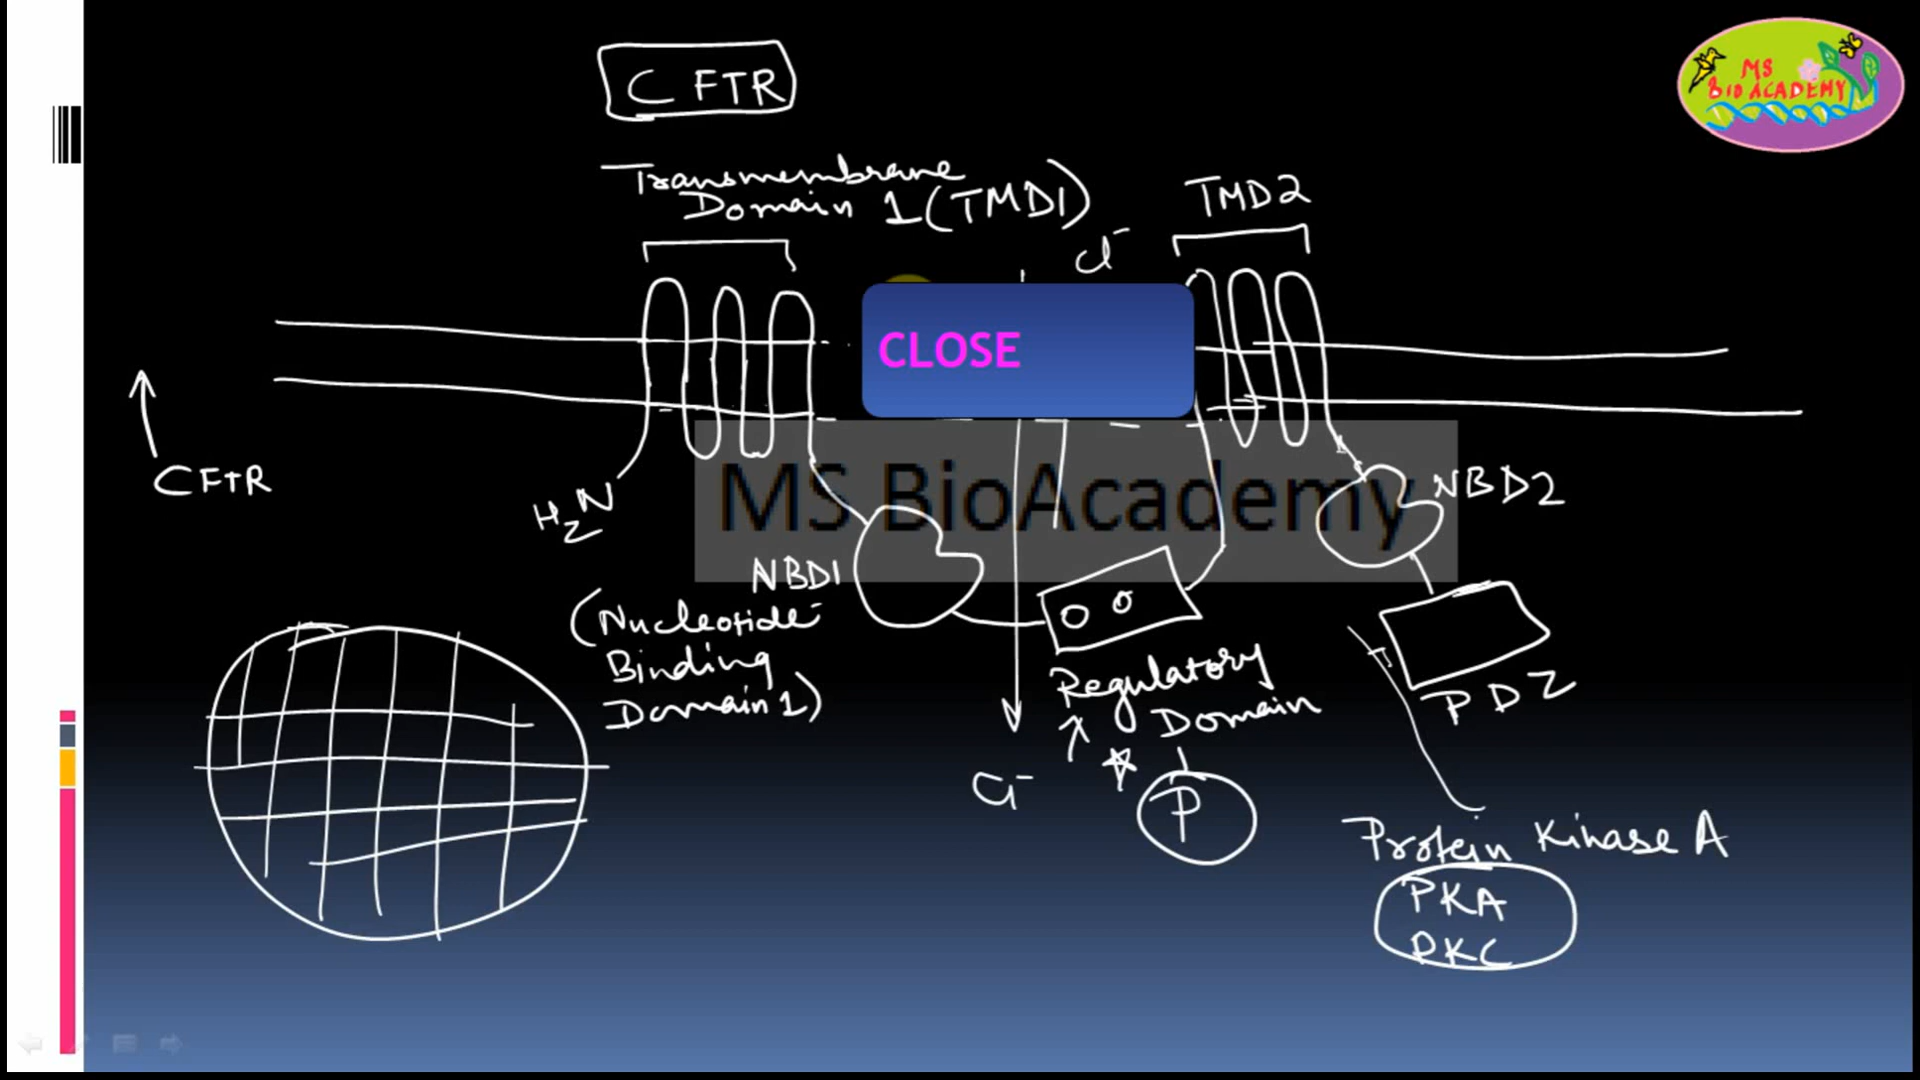 MS
BIO ACADEMY
CFTR
Transmembrane
Domain 1 (TMD1)
TMD2
Cl-
CLOSE
CFTR
MS BioAcademy
H2N
NBD2
NBD1
(Nucleotide
Binding
Domain 1)
Regulatory
Domain
PDZ
Cl-
P
Protein Kinase A
PKA
PKC